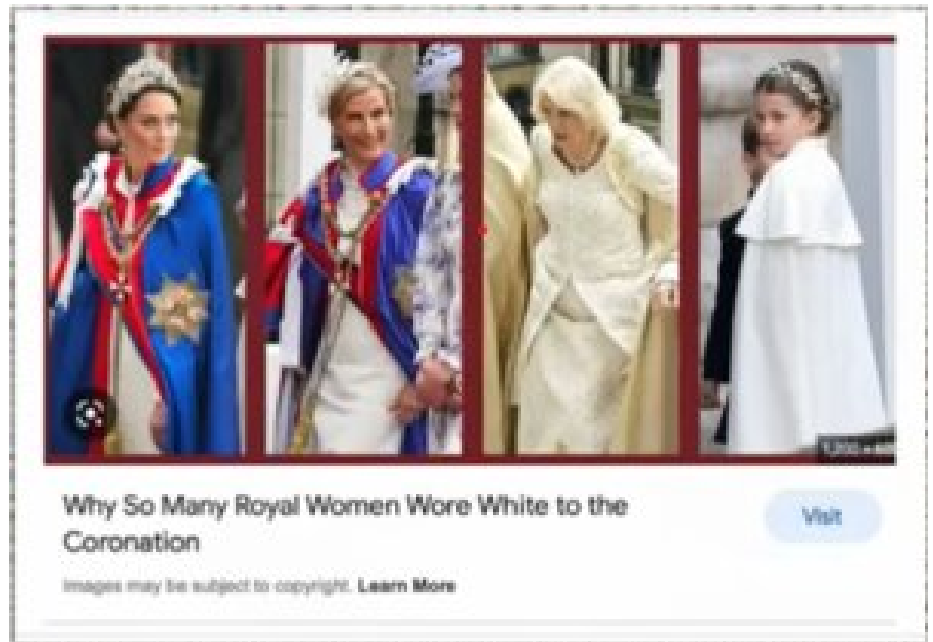 Why So Many Royal Women Wore White to the
Coronation
Visit
Images may be subject to copyright. Learn More